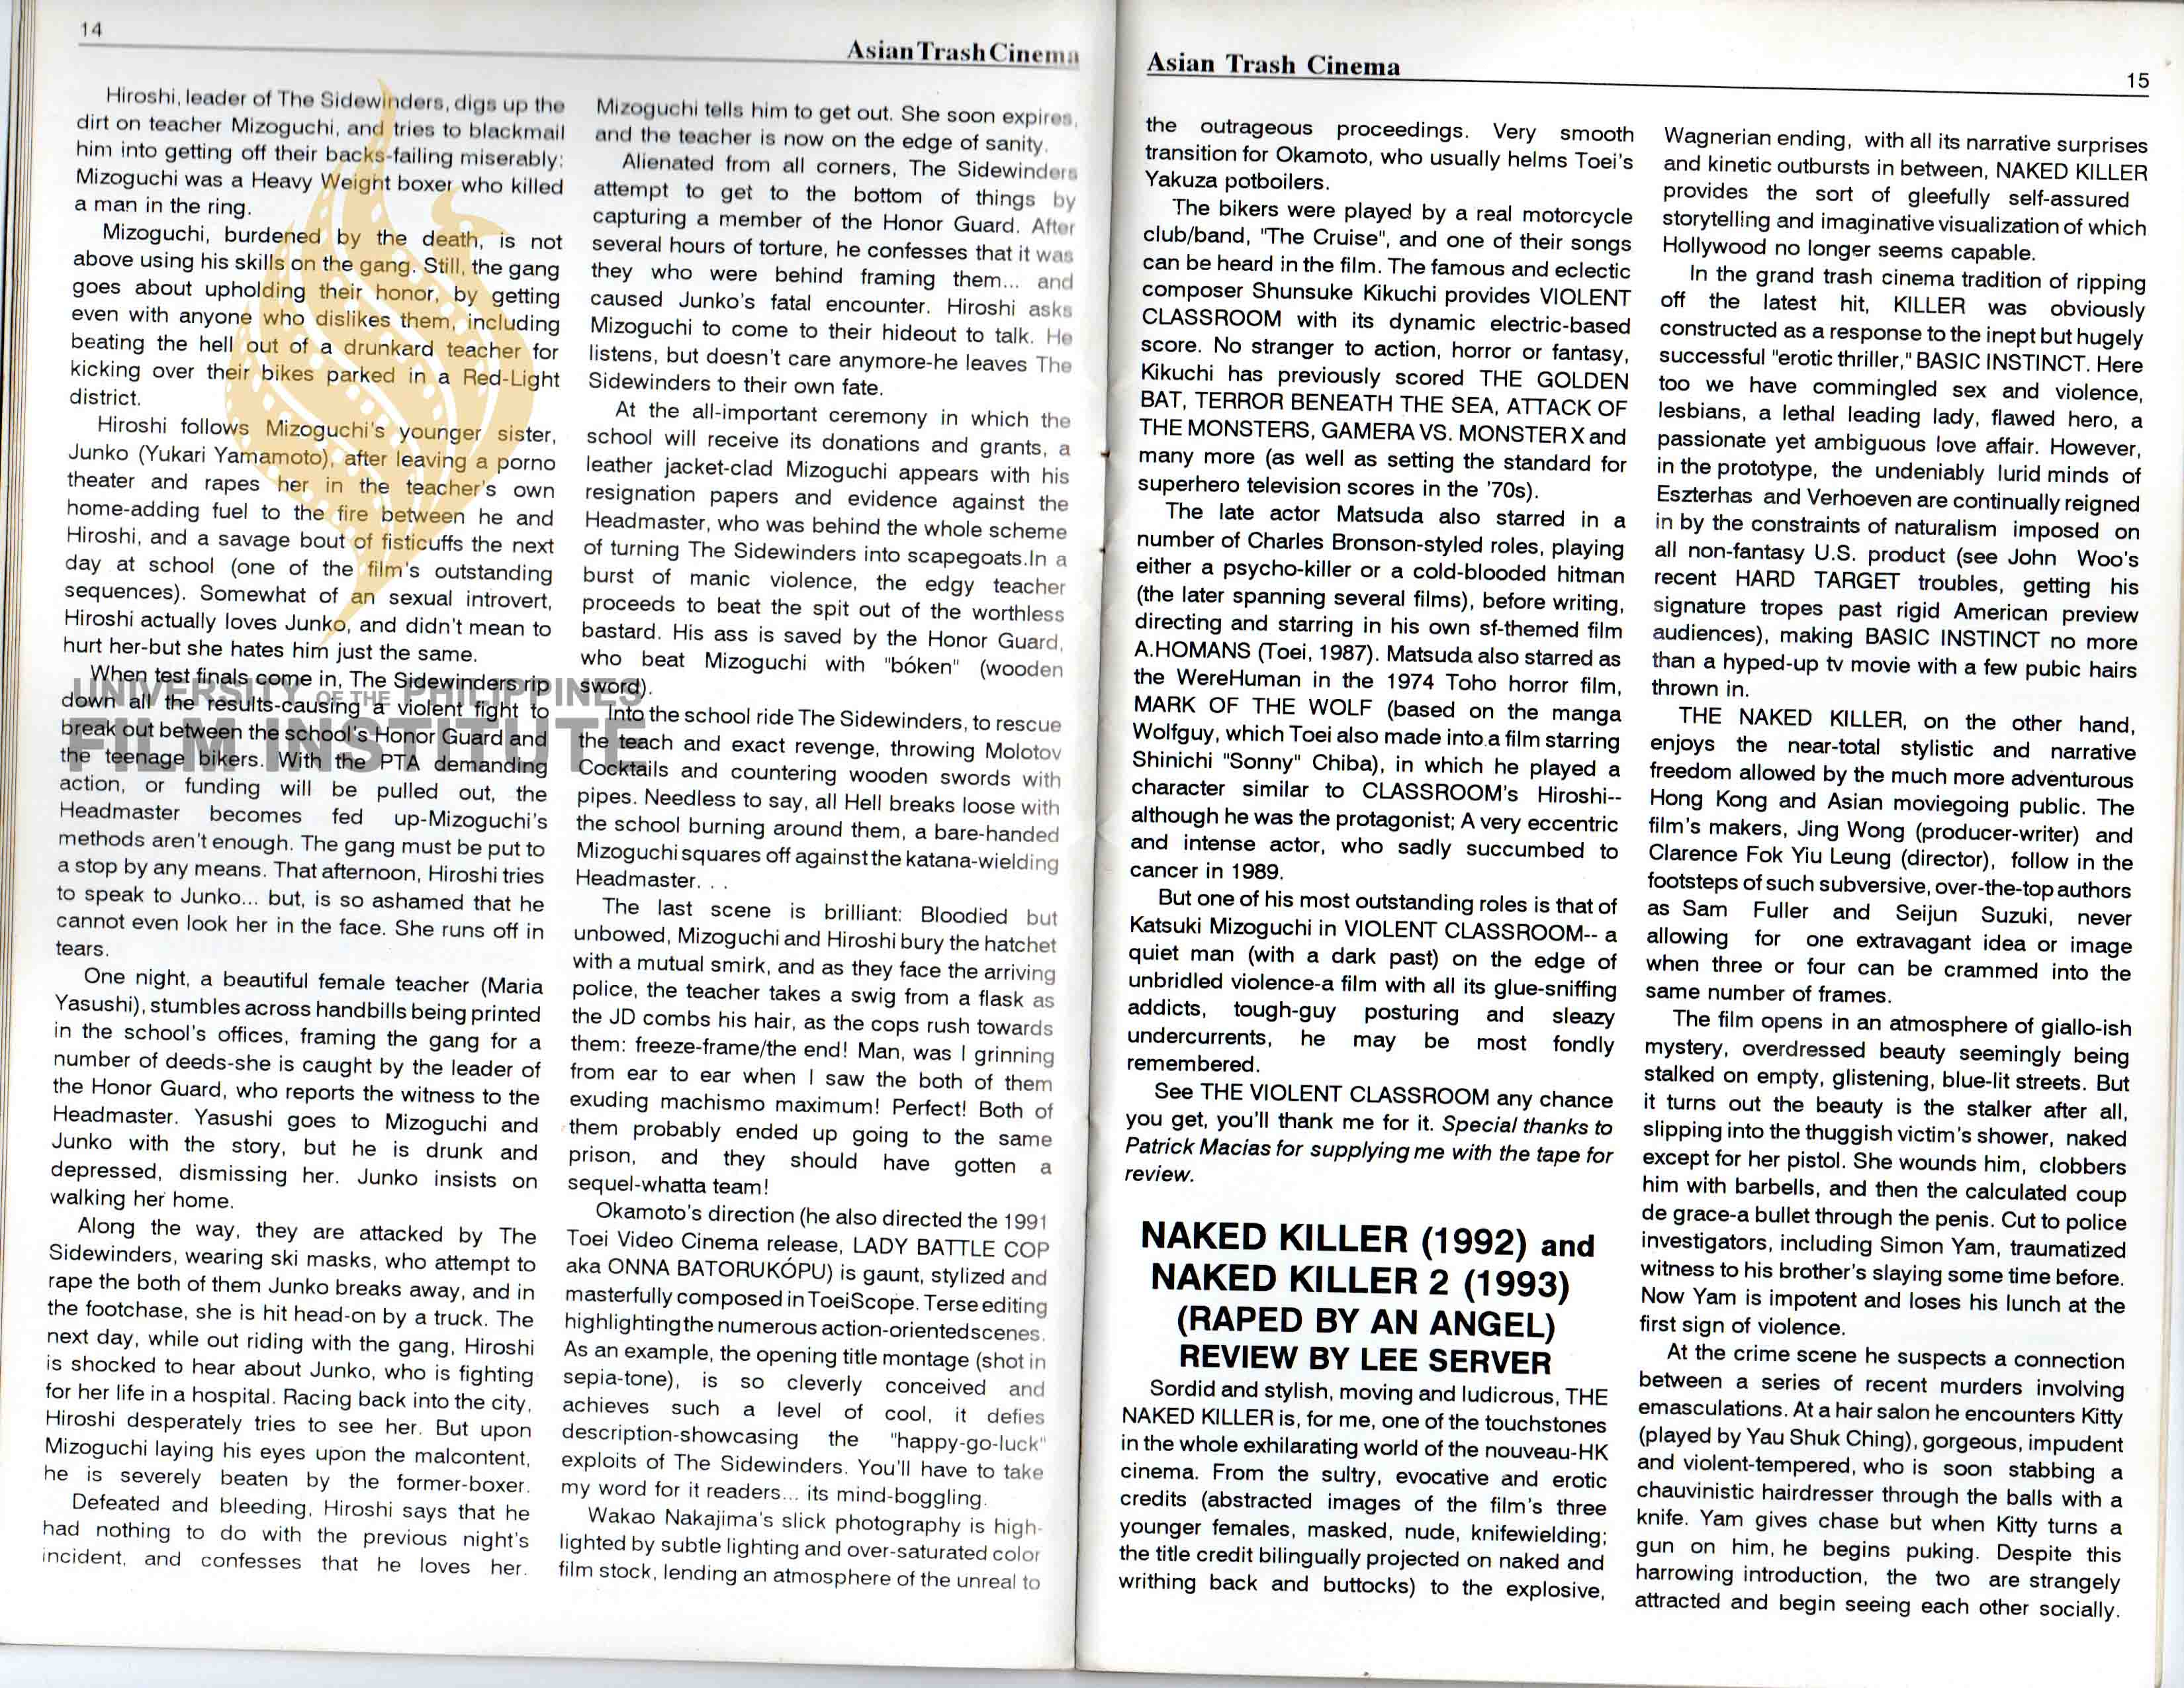 14
Asian Trash Cinema
Hiroshi, leader of The Sidewinders, digs up the
dirt on teacher Mizoguchi, and tries to blackmail
him into getting off their backs-failing miserably:
Mizoguchi was a Heavy Weight boxer who killed
a man in the ring.
Mizoguchi, burdened by the death, is not
above using his skills on the gang. Still, the gang
goes about upholding their honor, by getting
even with anyone who dislikes them, including
beating the hell out of a drunkard teacher for
kicking over their bikes parked in a Red-Light
district.
Hiroshi follows Mizoguchi's younger sister,
Junko (Yukari Yamamoto), after leaving a porno
theater and rapes her in the teacher's own
home-adding fuel to the fire between he and
Hiroshi, and a savage bout of fisticuffs the next
day at school (one of the film's outstanding
sequences). Somewhat of an sexual introvert,
Hiroshi actually loves Junko, and didn't mean to
hurt her-but she hates him just the same.
When test finals come in, The Sidewinders rip
down all the results-causing a violent fight to
break out between the school's Honor Guard and
the teenage bikers. With the PTA demanding
action, or funding will be pulled out, the
Headmaster becomes fed up-Mizoguchi's
methods aren't enough. The gang must be put to
a stop by any means. That afternoon, Hiroshi tries
to speak to Junko... but, is so ashamed that he
cannot even look her in the face. She runs off in
tears.
One night, a beautiful female teacher (Maria
Yasushi), stumbles across handbills being printed
in the school's offices, framing the gang for a
number of deeds-she is caught by the leader of
the Honor Guard, who reports the witness to the
Headmaster. Yasushi goes to Mizoguchi and
Junko with the story, but he is drunk and
depressed, dismissing her. Junko insists on
walking her home.
Along the way, they are attacked by The
Sidewinders, wearing ski masks, who attempt to
rape the both of them Junko breaks away, and in
the footchase, she is hit head-on by a truck. The
next day, while out riding with the gang, Hiroshi
is shocked to hear about Junko, who is fighting
for her life in a hospital. Racing back into the city,
Hiroshi desperately tries to see her. But upon
Mizoguchi laying his eyes upon the malcontent,
he is severely beaten by the former-boxer.
Defeated and bleeding, Hiroshi says that he
had nothing to do with the previous night's
incident, and confesses that he loves her.
Mizoguchi tells him to get out. She soon expires,
and the teacher is now on the edge of sanity.
Alienated from all corners, The Sidewinders
attempt to get to the bottom of things by
capturing a member of the Honor Guard. After
several hours of torture, he confesses that it was
they who were behind framing them... and
caused Junko's fatal encounter. Hiroshi asks
Mizoguchi to come to their hideout to talk. He
listens, but doesn't care anymore-he leaves The
Sidewinders to their own fate.
At the all-important ceremony in which the
school will receive its donations and grants, a
leather jacket-clad Mizoguchi appears with his
resignation papers and evidence against the
Headmaster, who was behind the whole scheme
of turning The Sidewinders into scapegoats.In a
burst of manic violence, the edgy teacher
proceeds to beat the spit out of the worthless
bastard. His ass is saved by the Honor Guard,
who beat Mizoguchi with "bóken" (wooden
sword).
Into the school ride The Sidewinders, to rescue
the teach and exact revenge, throwing Molotov
Cocktails and countering wooden swords with
pipes. Needless to say, all Hell breaks loose with
the school burning around them, a bare-handed
Mizoguchi squares off against the katana-wielding
Headmaster. . .
The last scene is brilliant: Bloodied but
unbowed, Mizoguchi and Hiroshi bury the hatchet
with a mutual smirk, and as they face the arriving
police, the teacher takes a swig from a flask as
the JD combs his hair, as the cops rush towards
them: freeze-frame/the end! Man, was I grinning
from ear to ear when I saw the both of them
exuding machismo maximum! Perfect! Both of
them probably ended up going to the same
prison, and they should have gotten a
sequel-whatta team!
Okamoto's direction (he also directed the 1991
Toei Video Cinema release, LADY BATTLE COP
aka ONNA BATORUKÓPU) is gaunt, stylized and
masterfully composed in ToeiScope. Terse editing
highlighting the numerous action-oriented scenes.
As an example, the opening title montage (shot in
sepia-tone), is so cleverly conceived and
achieves such a level of cool, it defies
description-showcasing the "happy-go-luck"
exploits of The Sidewinders. You'll have to take
my word for it readers... its mind-boggling.
Wakao Nakajima's slick photography is high-
lighted by subtle lighting and over-saturated color
film stock, lending an atmosphere of the unreal to
UNIVERSITY OF THE PHILIPPINES
FILM INSTITUTE
Asian Trash Cinema
15
the outrageous proceedings. Very smooth
transition for Okamoto, who usually helms Toei's
Yakuza potboilers.
The bikers were played by a real motorcycle
club/band, "The Cruise", and one of their songs
can be heard in the film. The famous and eclectic
composer Shunsuke Kikuchi provides VIOLENT
CLASSROOM with its dynamic electric-based
score. No stranger to action, horror or fantasy,
Kikuchi has previously scored THE GOLDEN
BAT, TERROR BENEATH THE SEA, ATTACK OF
THE MONSTERS, GAMERA VS. MONSTER X and
many more (as well as setting the standard for
superhero television scores in the '70s).
The late actor Matsuda also starred in a
number of Charles Bronson-styled roles, playing
either a psycho-killer or a cold-blooded hitman
(the later spanning several films), before writing,
directing and starring in his own sf-themed film
A.HOMANS (Toei, 1987). Matsuda also starred as
the WereHuman in the 1974 Toho horror film,
MARK OF THE WOLF (based on the manga
Wolfguy, which Toei also made into a film starring
Shinichi "Sonny" Chiba), in which he played a
character similar to CLASSROOM's Hiroshi--
although he was the protagonist; A very eccentric
and intense actor, who sadly succumbed to
cancer in 1989.
But one of his most outstanding roles is that of
Katsuki Mizoguchi in VIOLENT CLASSROOM-- a
quiet man (with a dark past) on the edge of
unbridled violence-a film with all its glue-sniffing
addicts, tough-guy posturing and sleazy
undercurrents, he may be most fondly
remembered.
See THE VIOLENT CLASSROOM any chance
you get, you'll thank me for it. Special thanks to
Patrick Macias for supplying me with the tape for
review.
NAKED KILLER (1992) and
NAKED KILLER 2 (1993)
(RAPED BY AN ANGEL)
REVIEW BY LEE SERVER
Sordid and stylish, moving and ludicrous, THE
NAKED KILLER is, for me, one of the touchstones
in the whole exhilarating world of the nouveau-HK
cinema. From the sultry, evocative and erotic
credits (abstracted images of the film's three
younger females, masked, nude, knifewielding;
the title credit bilingually projected on naked and
writhing back and buttocks) to the explosive,
Wagnerian ending, with all its narrative surprises
and kinetic outbursts in between, NAKED KILLER
provides the sort of gleefully self-assured
storytelling and imaginative visualization of which
Hollywood no longer seems capable.
In the grand trash cinema tradition of ripping
off the latest hit, KILLER was obviously
constructed as a response to the inept but hugely
successful "erotic thriller," BASIC INSTINCT. Here
too we have commingled sex and violence,
lesbians, a lethal leading lady, flawed hero, a
passionate yet ambiguous love affair. However,
in the prototype, the undeniably lurid minds of
Eszterhas and Verhoeven are continually reigned
in by the constraints of naturalism imposed on
all non-fantasy U.S. product (see John Woo's
recent HARD TARGET troubles, getting his
signature tropes past rigid American preview
audiences), making BASIC INSTINCT no more
than a hyped-up tv movie with a few pubic hairs
thrown in.
THE NAKED KILLER, on the other hand,
enjoys the near-total stylistic and narrative
freedom allowed by the much more adventurous
Hong Kong and Asian moviegoing public. The
film's makers, Jing Wong (producer-writer) and
Clarence Fok Yiu Leung (director), follow in the
footsteps of such subversive, over-the-top authors
as Sam Fuller and Seijun Suzuki, never
allowing for one extravagant idea or image
when three or four can be crammed into the
same number of frames.
The film opens in an atmosphere of giallo-ish
mystery, overdressed beauty seemingly being
stalked on empty, glistening, blue-lit streets. But
it turns out the beauty is the stalker after all,
slipping into the thuggish victim's shower, naked
except for her pistol. She wounds him, clobbers
him with barbells, and then the calculated coup
de grace-a bullet through the penis. Cut to police
investigators, including Simon Yam, traumatized
witness to his brother's slaying some time before.
Now Yam is impotent and loses his lunch at the
first sign of violence.
At the crime scene he suspects a connection
between a series of recent murders involving
emasculations. At a hair salon he encounters Kitty
(played by Yau Shuk Ching), gorgeous, impudent
and violent-tempered, who is soon stabbing a
chauvinistic hairdresser through the balls with a
knife. Yam gives chase but when Kitty turns a
gun on him, he begins puking. Despite this
harrowing introduction, the two are strangely
attracted and begin seeing each other socially.